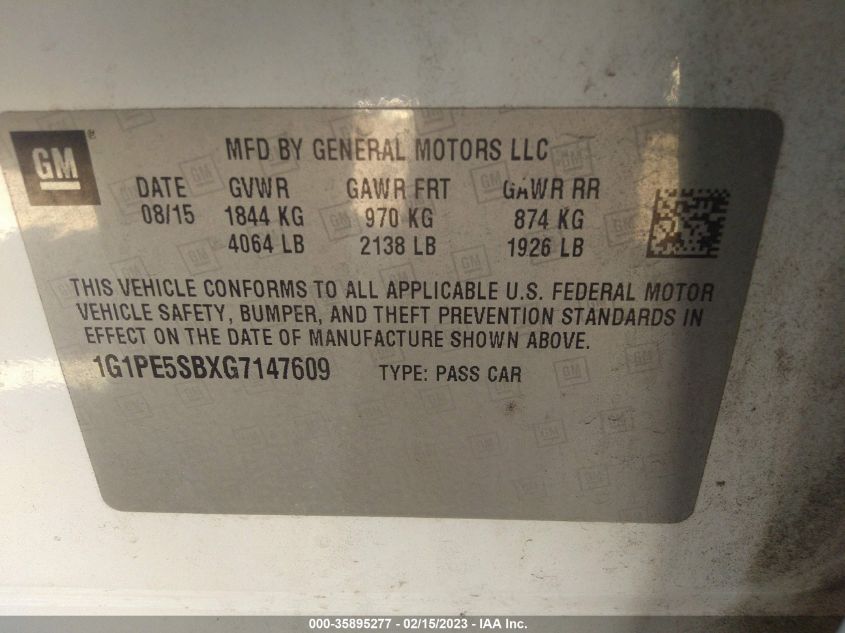 GM®
MFD BY GENERAL MOTORS LLC
DATE GVWR GAWR FRT GAWR RR
08/15 1844 KG 970 KG 874 KG
4064 LB 2138 LB 1926 LB
THIS VEHICLE CONFORMS TO ALL APPLICABLE U.S. FEDERAL MOTOR
VEHICLE SAFETY, BUMPER, AND THEFT PREVENTION STANDARDS IN
EFFECT ON THE DATE OF MANUFACTURE SHOWN ABOVE.
1G1PE5SBXG7147609 TYPE: PASS CAR
000-35895277 - 02/15/2023 - IAA Inc.